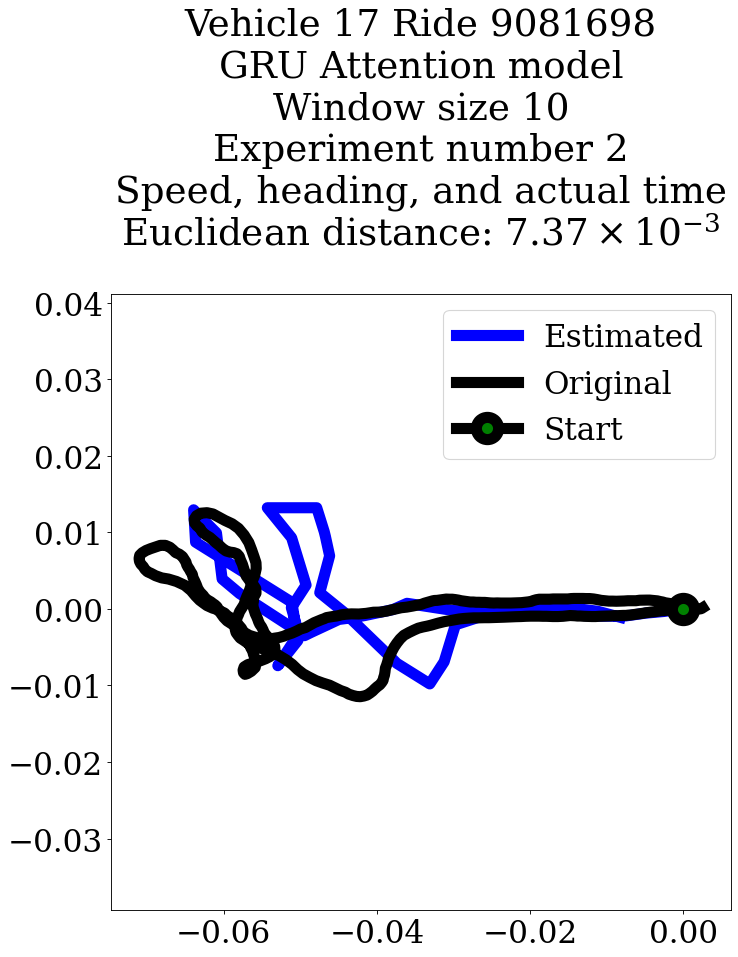 Vehicle 17 Ride 9081698
GRU Attention model
Window size 10
Experiment number 2
Speed, heading, and actual time
Euclidean distance: 7.37 × 10⁻³
Estimated
Original
Start
0.04
0.03
0.02
0.01
0.00
−0.01
−0.02
−0.03
−0.06
−0.04
−0.02
0.00